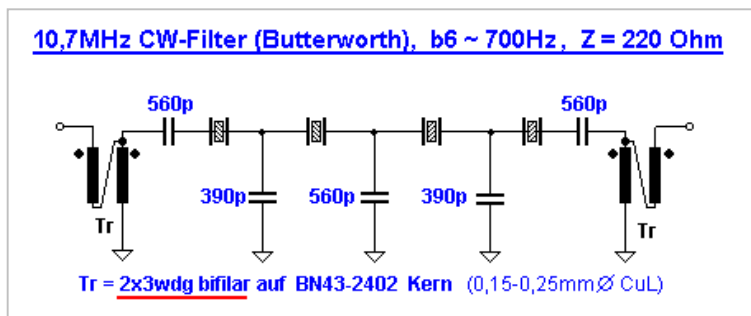 10,7MHz CW-Filter (Butterworth), b6 ~ 700Hz, Z = 220 Ohm
560p 560p
390p 560p 390p
Tr Tr
Tr = 2x3wdg bifilar auf BN43-2402 Kern (0,15-0,25mm,Ø CuL)